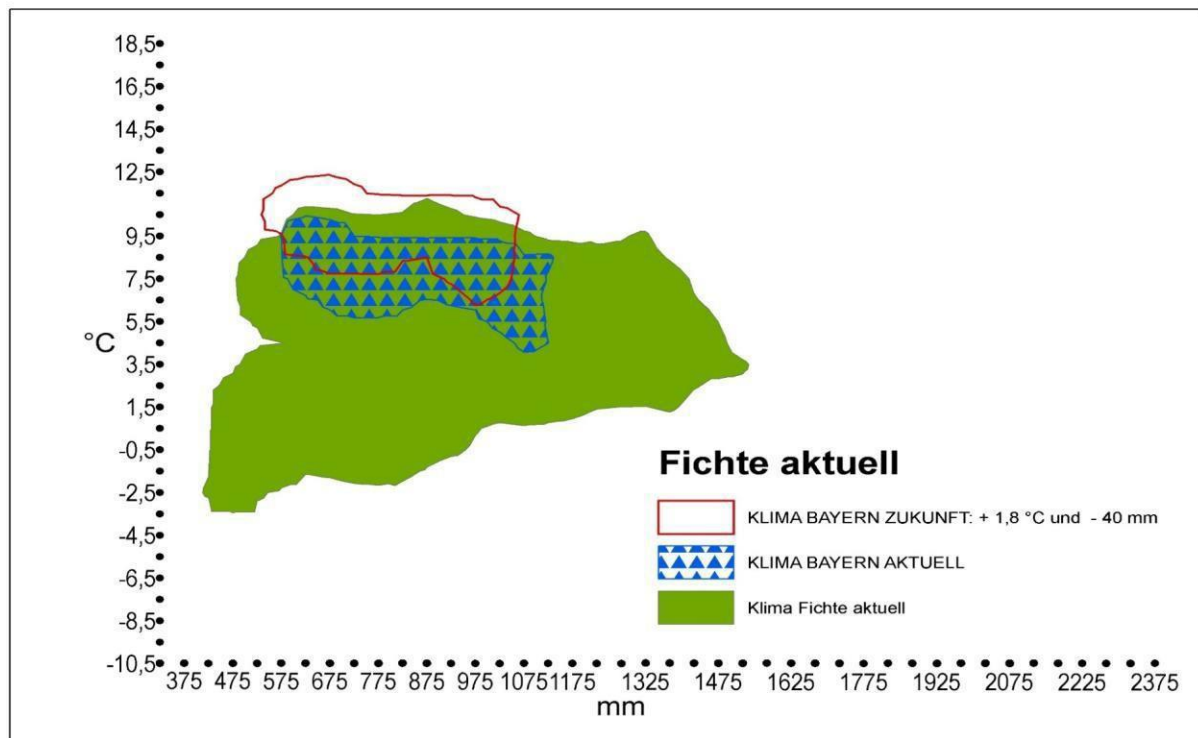 18,5
16,5
14,5
12,5
9,5
7,5
5,5
°C
3,5
1,5
-0,5
-2,5
-4,5
-6,5
-8,5
-10,5
Fichte aktuell
KLIMA BAYERN ZUKUNFT: + 1,8 °C und - 40 mm
KLIMA BAYERN AKTUELL
Klima Fichte aktuell
375 475 575 675 775 875 975 1075 1175 1325 1475 1625 1775 1925 2075 2225 2375
mm